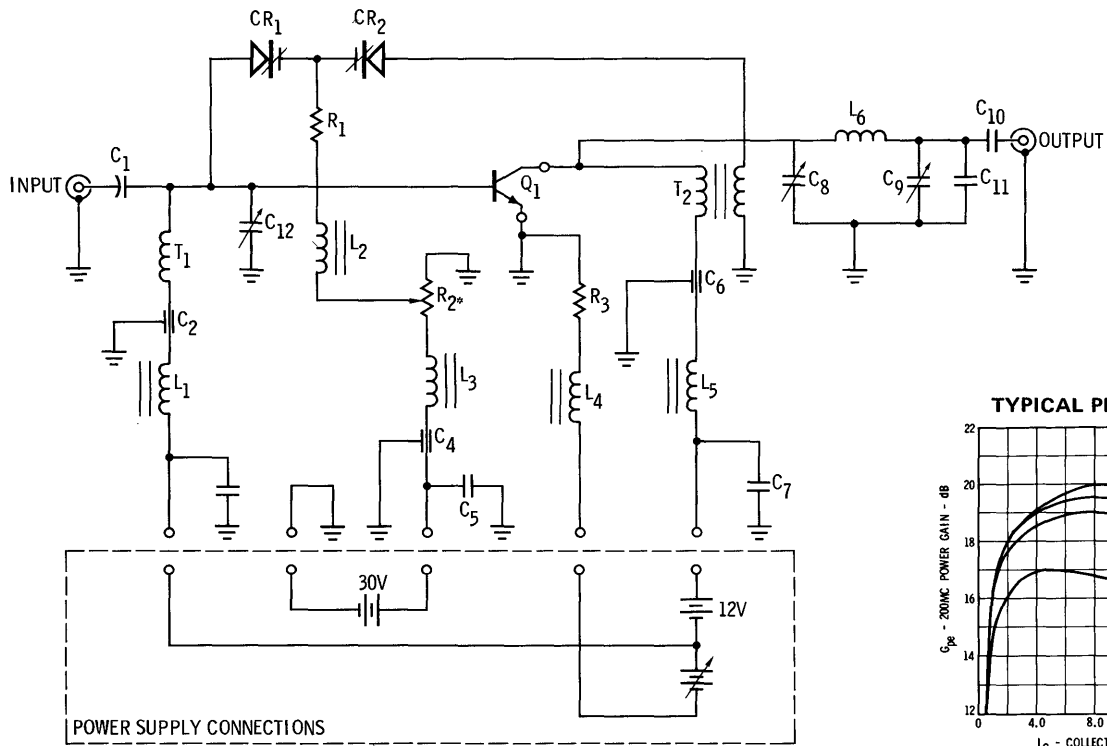 CR1
CR2
R1
L6
C10
OUTPUT
C1
INPUT
Q1
T2
C8
C9
C11
C12
T1
L2
R2*
R3
C6
C2
L1
L3
L4
L5
C4
C5
C7
30V
12V
POWER SUPPLY CONNECTIONS
TYPICAL
Gpe - 200MC POWER GAIN - dB
22
20
18
16
14
12
0 4.0 8.0